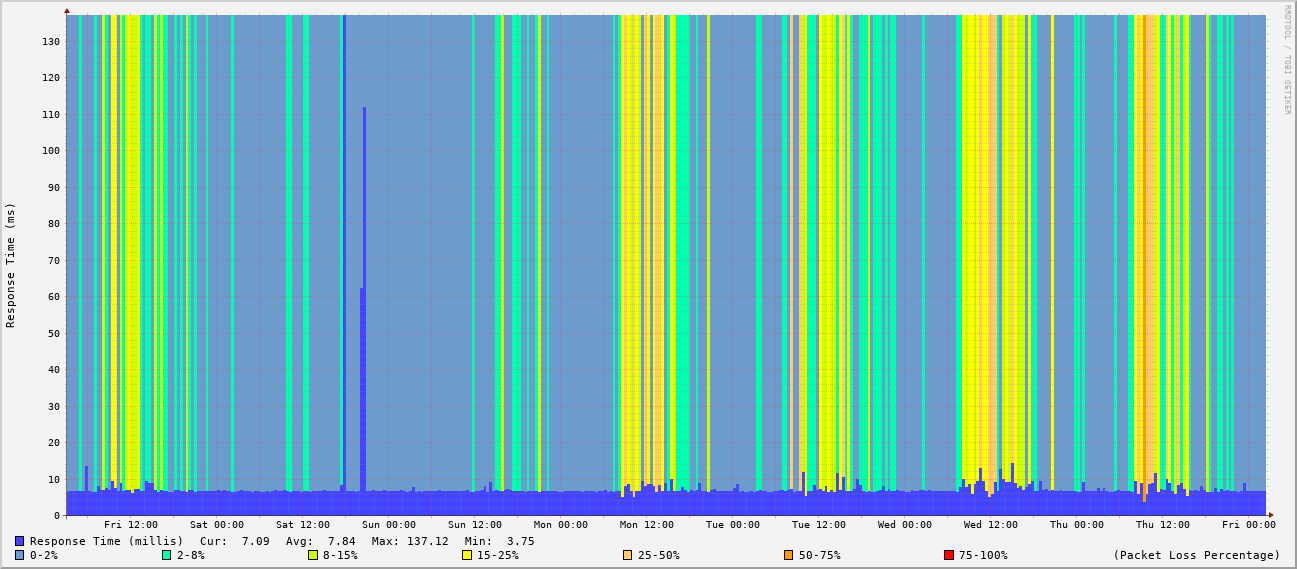 RRDTOOL / TOBI OETIKER
Response Time (ms)
130
120
110
100
90
80
70
60
50
40
30
20
10
0
Fri 12:00 Sat 00:00 Sat 12:00 Sun 00:00 Sun 12:00 Mon 00:00 Mon 12:00 Tue 00:00 Tue 12:00 Wed 00:00 Wed 12:00 Thu 00:00 Thu 12:00 Fri 00:00
Response Time (millis) Cur: 7.09 Avg: 7.84 Max: 137.12 Min: 3.75
0-2% 2-8% 8-15% 15-25% 25-50% 50-75% 75-100% (Packet Loss Percentage)